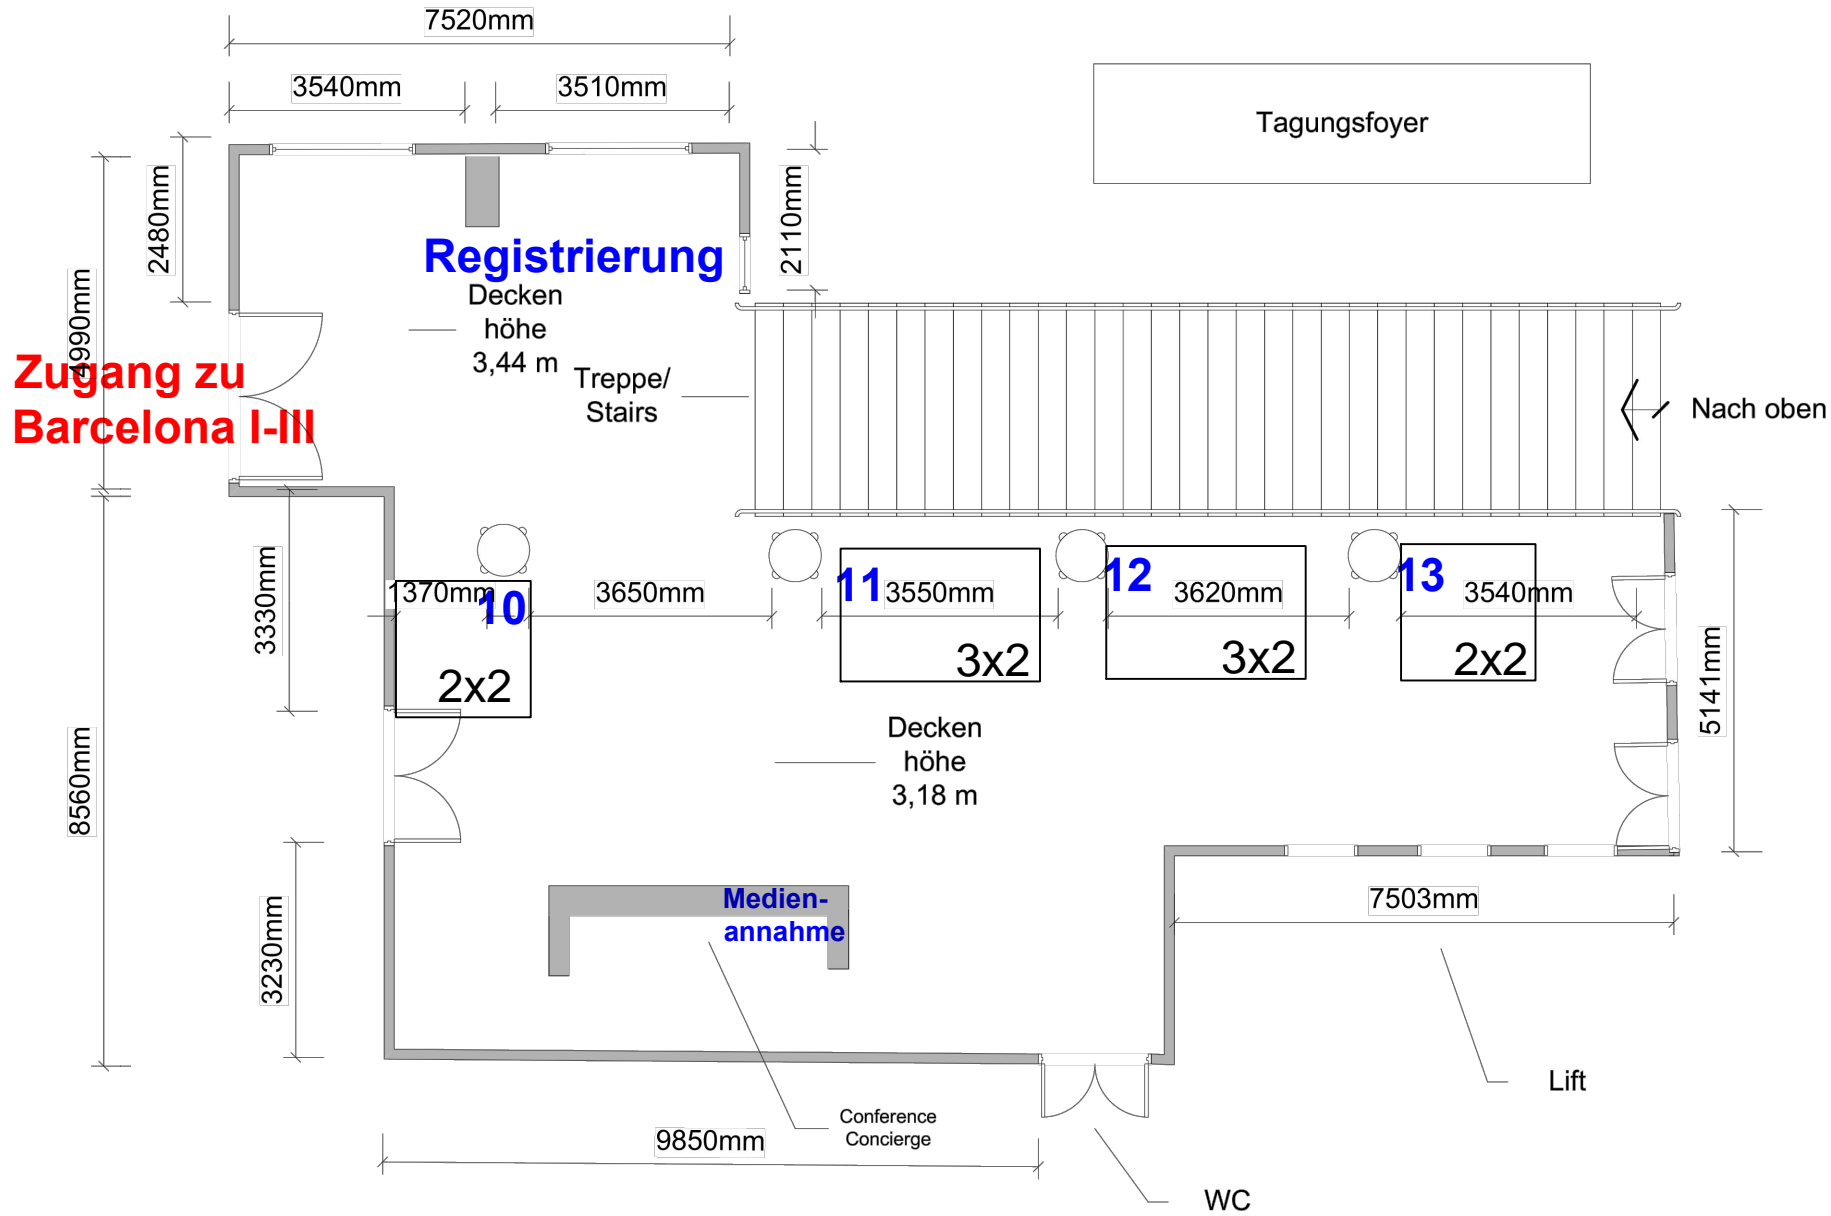 7520mm
3540mm
3510mm
Tagungsfoyer
2480mm
2110mm
4990mm
Registrierung
Decken
höhe
3,44 m
Zugang zu
Barcelona I-III
Treppe/
Stairs
Nach oben
3330mm
1370mm
10
2x2
3650mm
11
3550mm
3x2
12
3620mm
3x2
13
3540mm
2x2
5141mm
8560mm
Decken
höhe
3,18 m
3230mm
Medien-
annahme
7503mm
Lift
Conference
Concierge
9850mm
WC